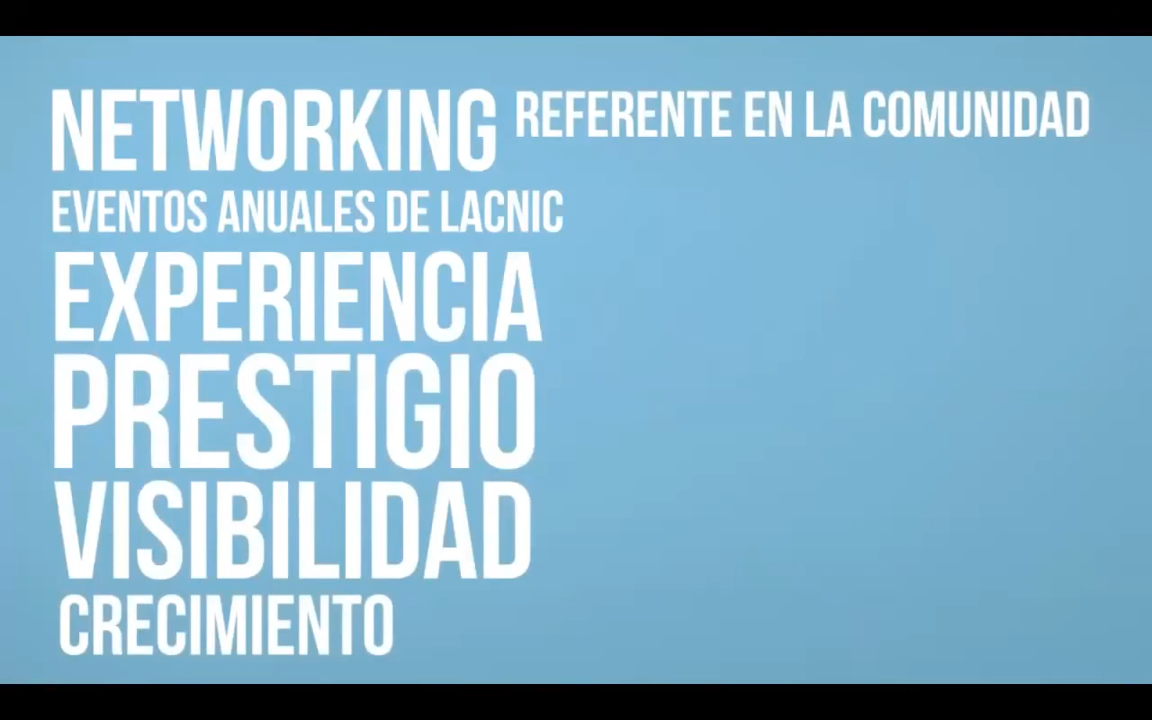 NETWORKING
REFERENTE EN LA COMUNIDAD
EVENTOS ANUALES DE LACNIC
EXPERIENCIA
PRESTIGIO
VISIBILIDAD
CRECIMIENTO